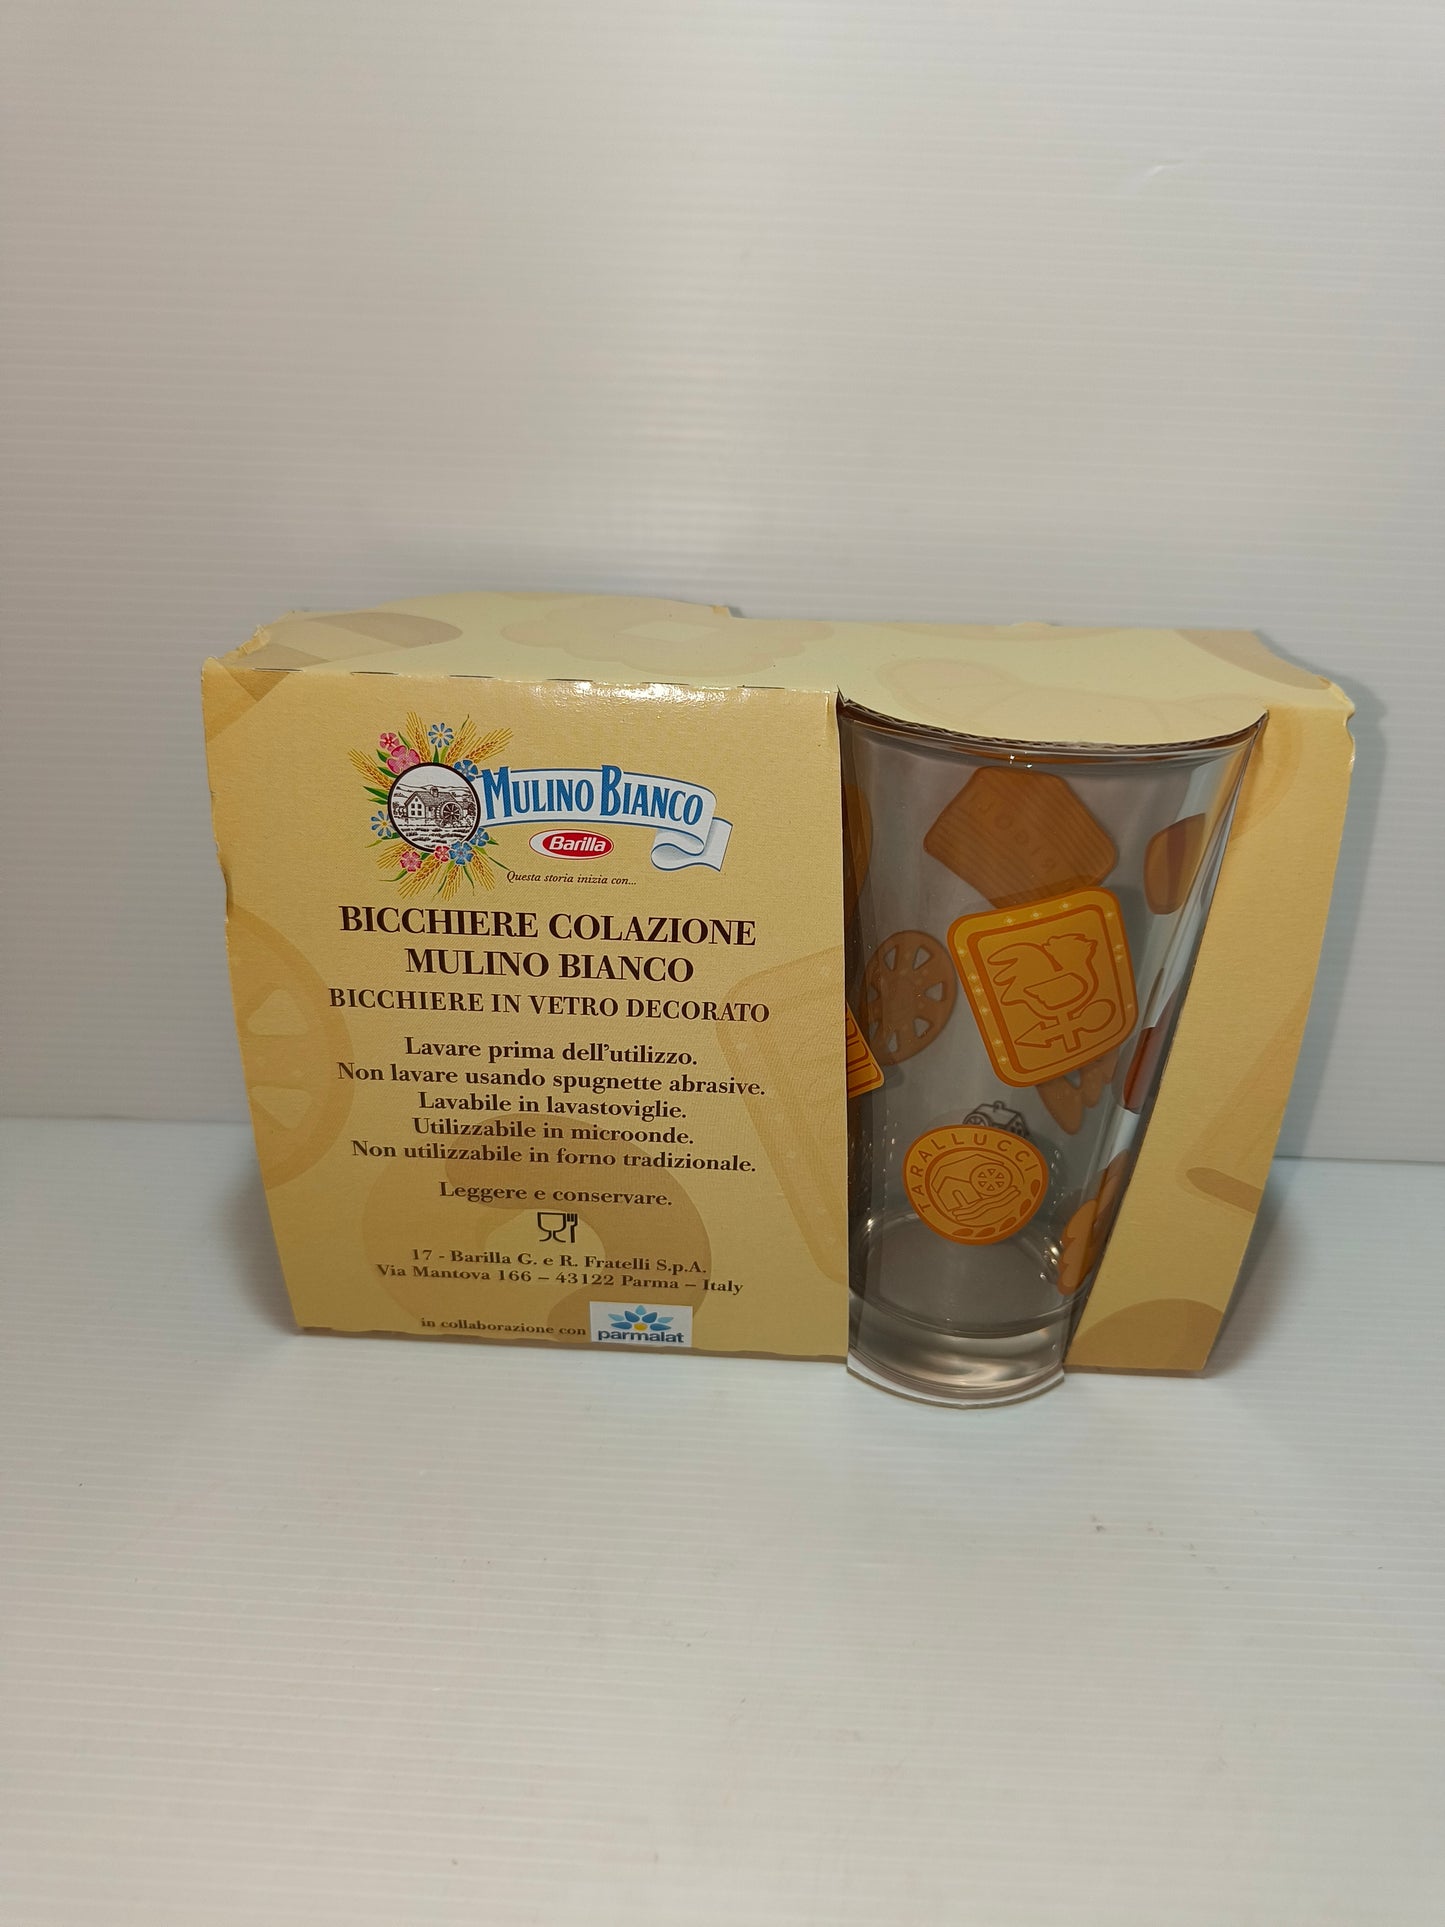 MULINO BIANCO
Barilla
Questa storia inizia con...
BICCHIERE COLAZIONE
MULINO BIANCO
BICCHIERE IN VETRO DECORATO
Lavare prima dell'utilizzo.
Non lavare usando spugnette abrasive.
Lavabile in lavastoviglie.
Utilizzabile in microonde.
Non utilizzabile in forno tradizionale.
Leggere e conservare.
17 - Barilla G. e R. Fratelli S.p.A.
Via Mantova 166 – 43122 Parma – Italy
in collaborazione con parmalat
TARALLUCCI